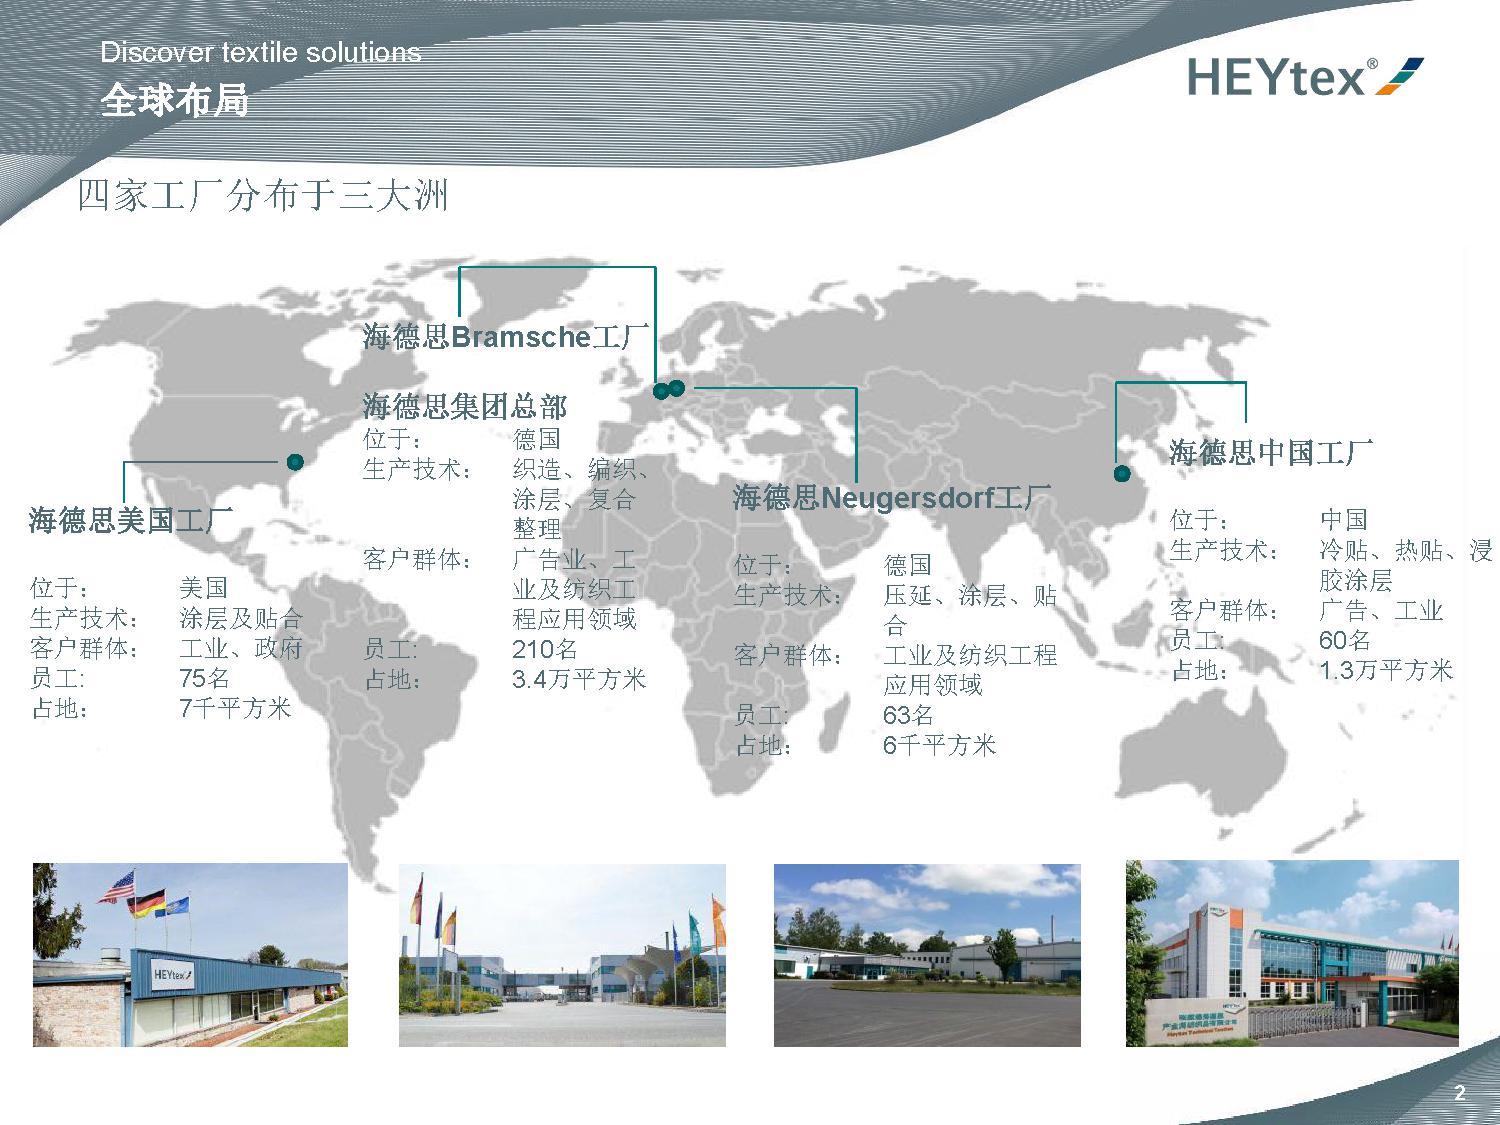 Discover textile solutions
全球布局
HEYtex®
四家工厂分布于三大洲
海德思美国工厂
位于： 美国
生产技术： 涂层及贴合
客户群体： 工业、政府
员工: 75名
占地： 7千平方米
海德思Bramsche工厂
海德思集团总部
位于： 德国
生产技术： 织造、编织、
涂层、复合
整理
客户群体： 广告业、工
业及纺织工
程应用领域
员工: 210名
占地： 3.4万平方米
海德思Neugersdorf工厂
位于： 德国
生产技术： 压延、涂层、贴
合
客户群体： 工业及纺织工程
应用领域
员工: 63名
占地： 6千平方米
海德思中国工厂
位于： 中国
生产技术： 冷贴、热贴、浸
胶涂层
客户群体： 广告、工业
员工: 60名
占地： 1.3万平方米
HEYtex
HEYtex
HEYtex
Heytex Technical Textiles
2